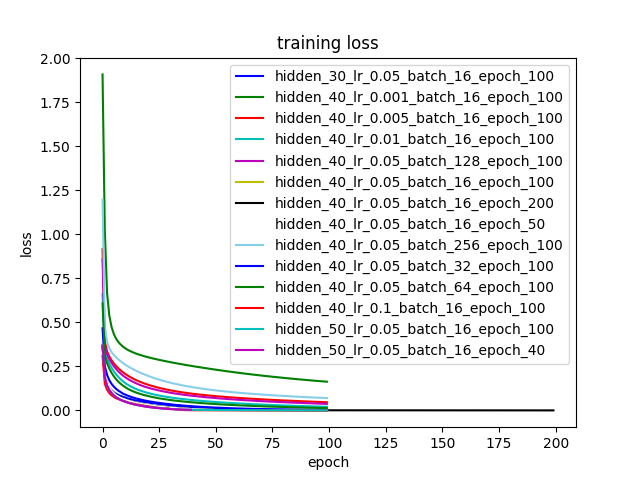 training loss
2.00
1.75
1.50
1.25
1.00
0.75
0.50
0.25
0.00
loss
hidden_30_lr_0.05_batch_16_epoch_100
hidden_40_lr_0.001_batch_16_epoch_100
hidden_40_lr_0.005_batch_16_epoch_100
hidden_40_lr_0.01_batch_16_epoch_100
hidden_40_lr_0.05_batch_128_epoch_100
hidden_40_lr_0.05_batch_16_epoch_100
hidden_40_lr_0.05_batch_16_epoch_200
hidden_40_lr_0.05_batch_16_epoch_50
hidden_40_lr_0.05_batch_256_epoch_100
hidden_40_lr_0.05_batch_32_epoch_100
hidden_40_lr_0.05_batch_64_epoch_100
hidden_40_lr_0.1_batch_16_epoch_100
hidden_50_lr_0.05_batch_16_epoch_100
hidden_50_lr_0.05_batch_16_epoch_40
0 25 50 75 100 125 150 175 200
epoch